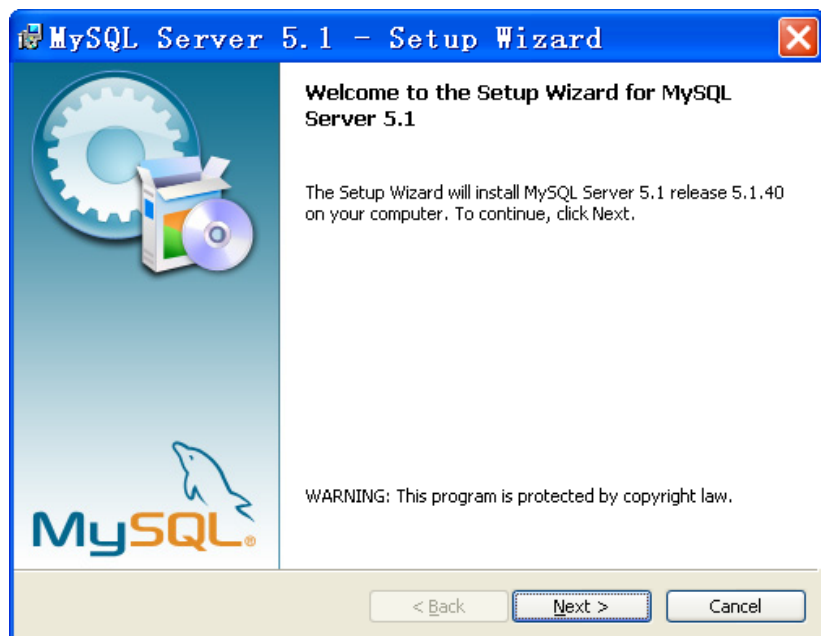 MySQL Server 5.1 - Setup Wizard
Welcome to the Setup Wizard for MySQL
Server 5.1
The Setup Wizard will install MySQL Server 5.1 release 5.1.40
on your computer. To continue, click Next.
WARNING: This program is protected by copyright law.
MySQL®
< Back
Next >
Cancel